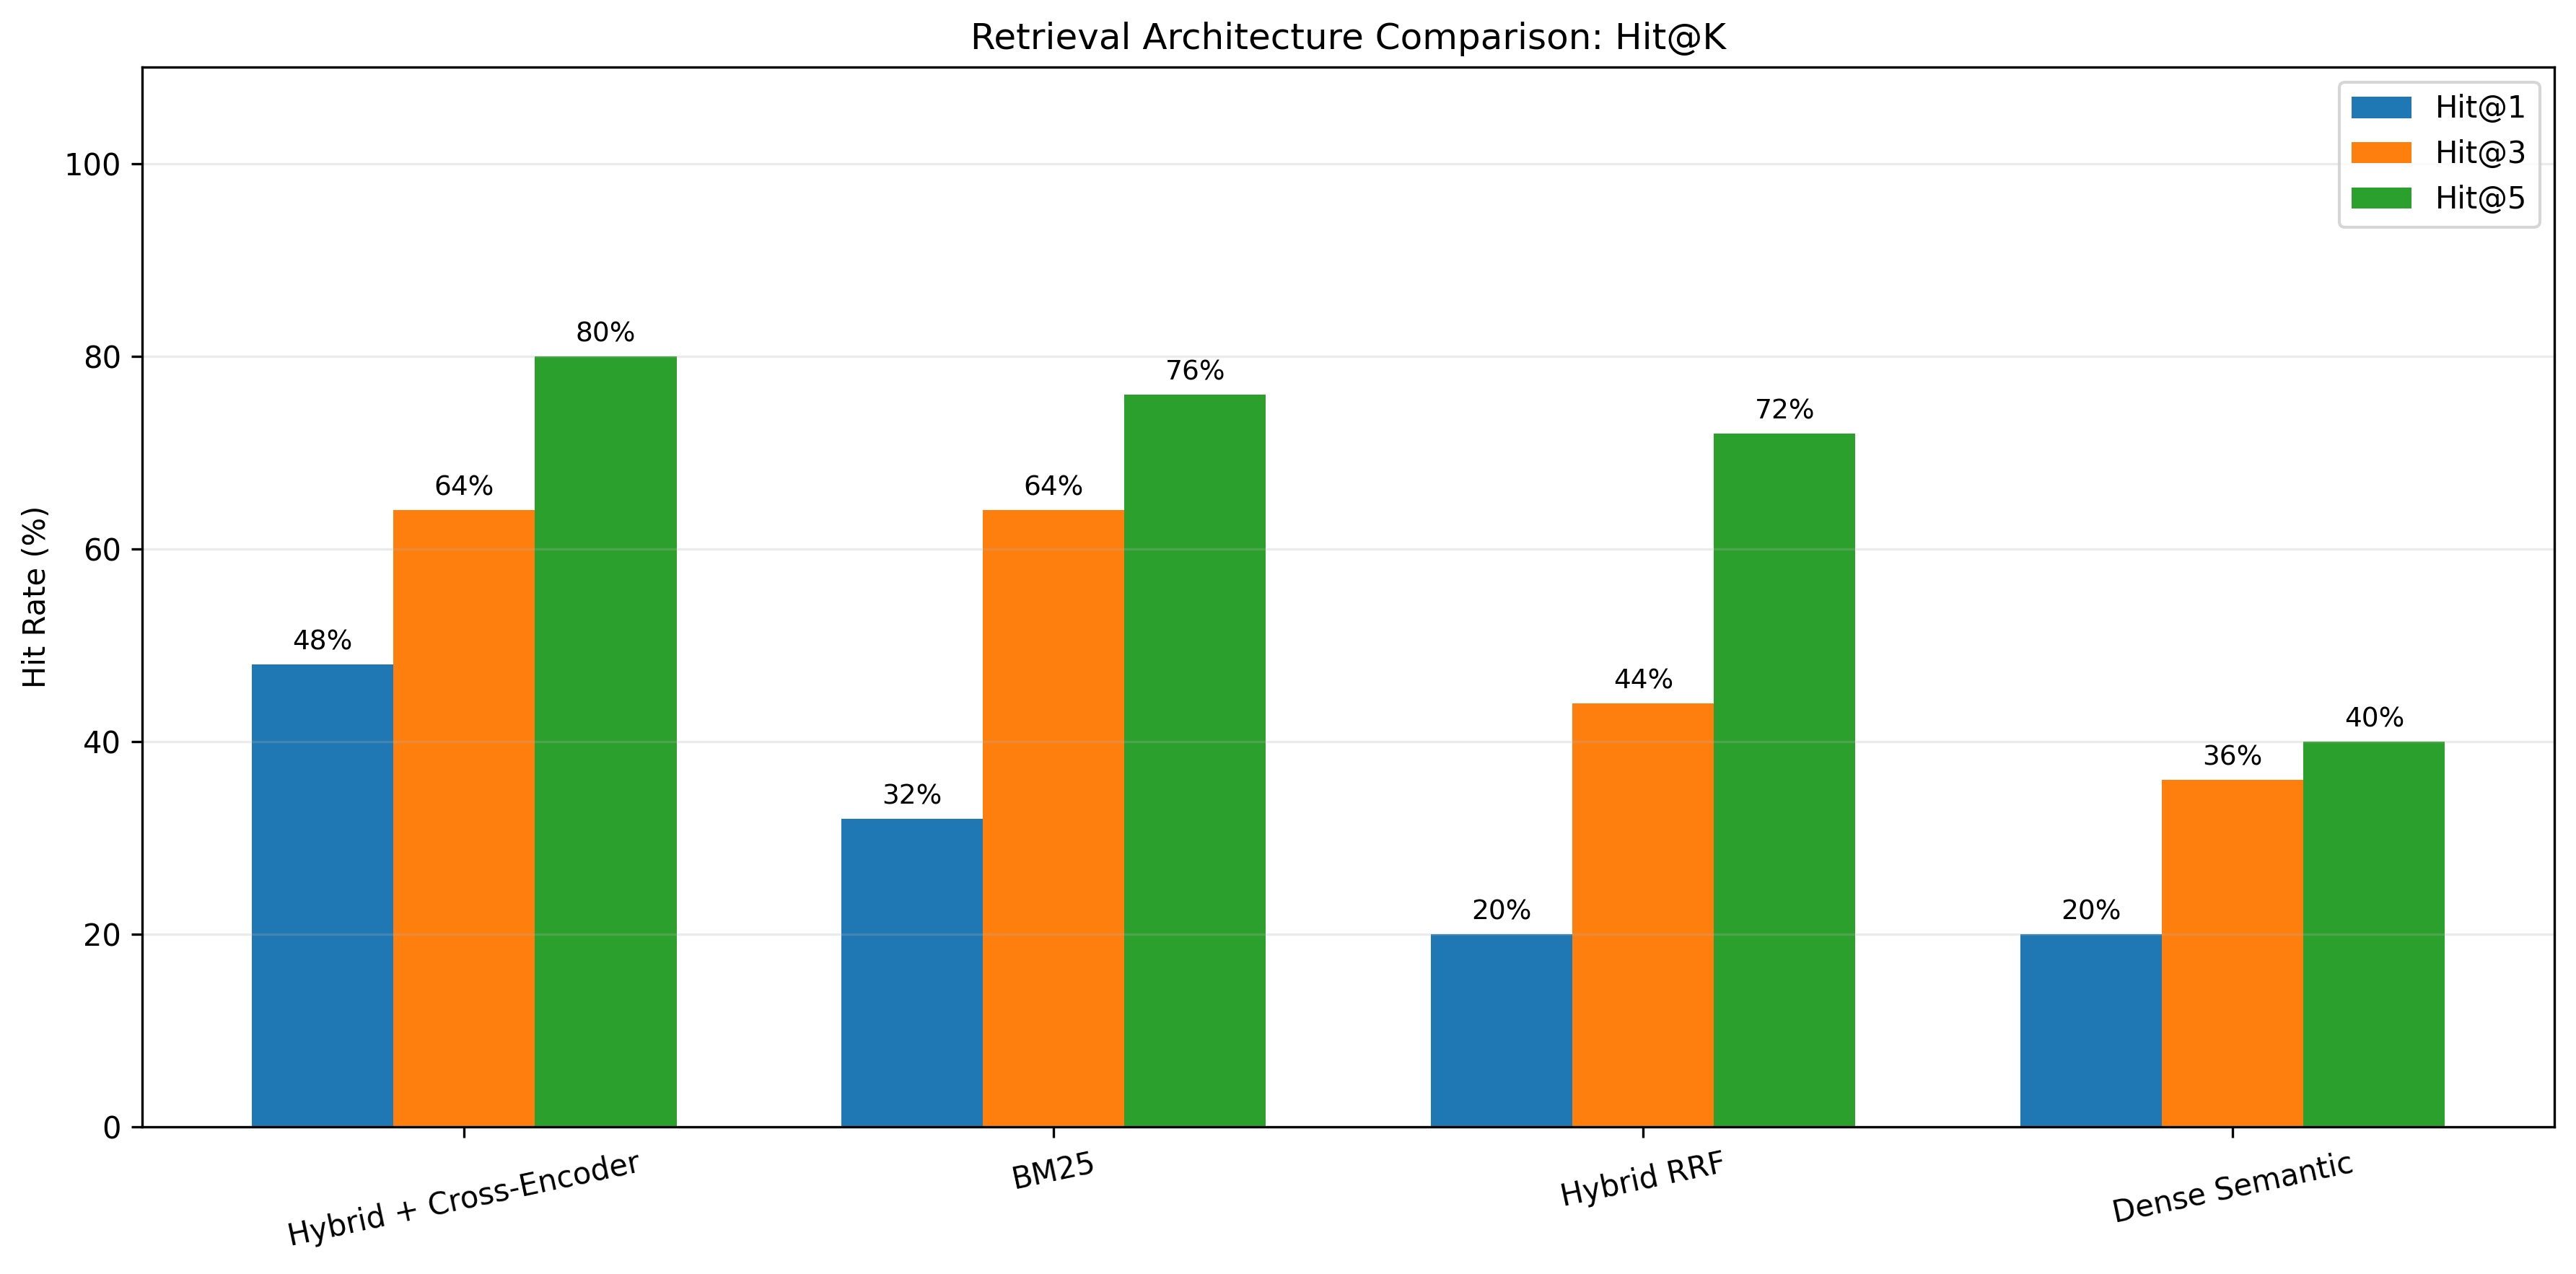 Retrieval Architecture Comparison: Hit@K
Hit@1
Hit@3
Hit@5
Hit Rate (%)
100
80
60
40
20
0
48%
64%
80%
32%
64%
76%
20%
44%
72%
20%
36%
40%
Hybrid + Cross-Encoder
BM25
Hybrid RRF
Dense Semantic